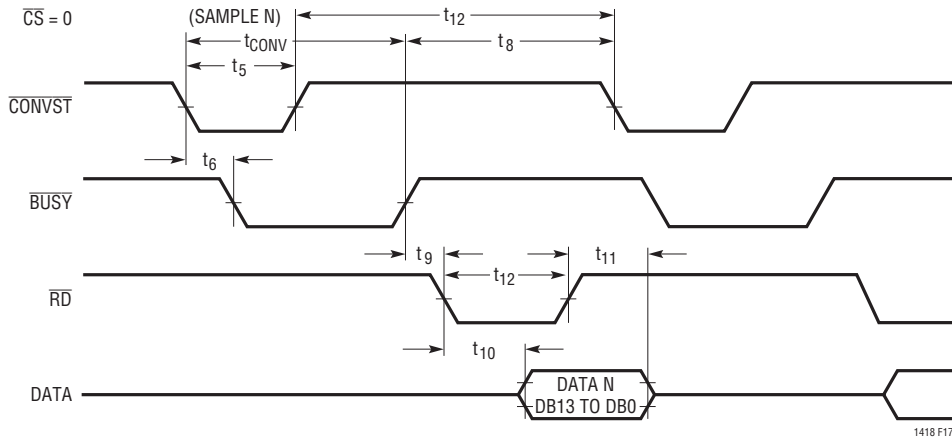 CS = 0
(SAMPLE N)
t12
tCONV
t8
t5
CONVST
t6
BUSY
t9
t12
t11
RD
t10
DATA
DATA N
DB13 TO DB0
1418 F17